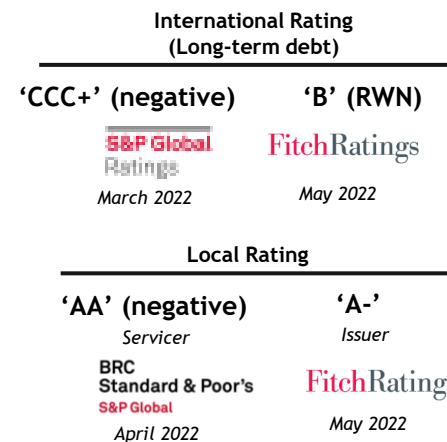 International Rating
(Long-term debt)
‘CCC+’ (negative) ‘B’ (RWN)
S&P Global
Ratings
FitchRatings
March 2022 May 2022
Local Rating
‘AA’ (negative) ‘A-’
Servicer Issuer
BRC
Standard & Poor's
S&P Global
FitchRating
April 2022 May 2022